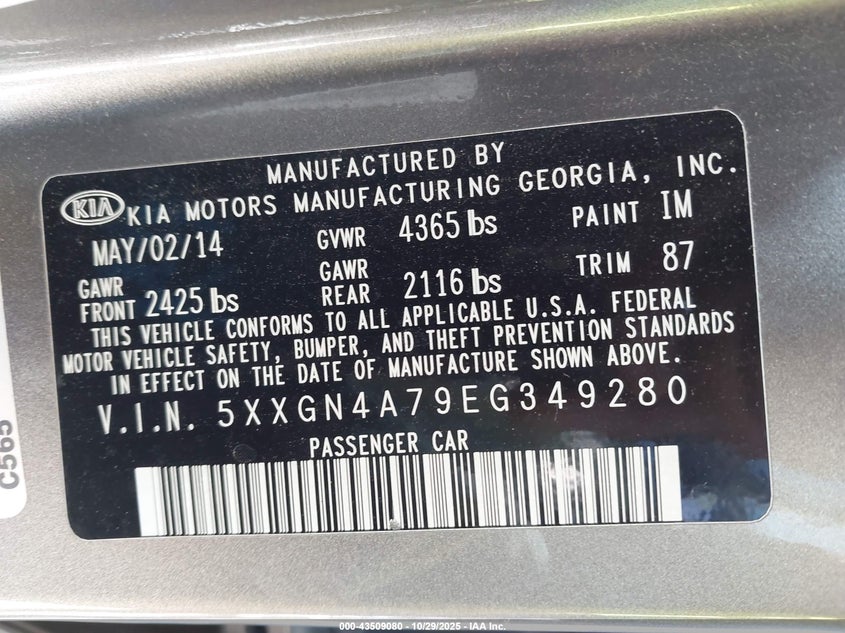 MANUFACTURED BY
KIA KIA MOTORS MANUFACTURING GEORGIA, INC.
MAY/02/14 GVWR 4365 lbs PAINT IM
GAWR FRONT 2425 lbs GAWR REAR 2116 lbs TRIM 87
THIS VEHICLE CONFORMS TO ALL APPLICABLE U.S.A. FEDERAL
MOTOR VEHICLE SAFETY, BUMPER, AND THEFT PREVENTION STANDARDS
IN EFFECT ON THE DATE OF MANUFACTURE SHOWN ABOVE.
V.I.N. 5XXGN4A79EG349280
PASSENGER CAR
C565
000-43509080 - 10/29/2025 - IAA Inc.